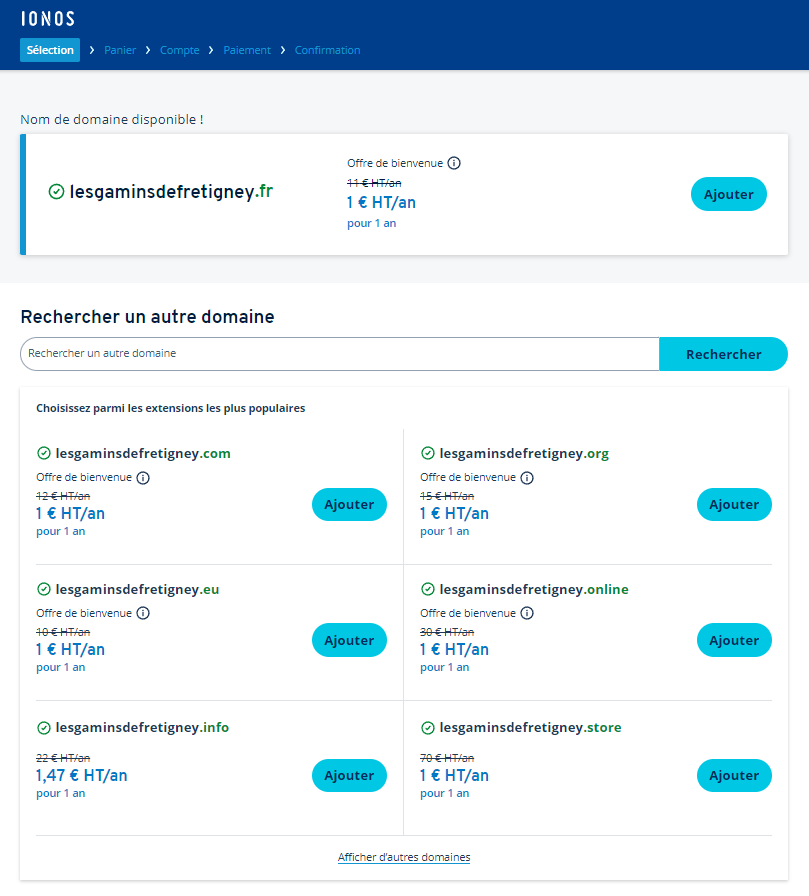 IONOS
Sélection > Panier > Compte > Paiement > Confirmation
Nom de domaine disponible !
lesgaminsdefretigney.fr
Offre de bienvenue
11 € HT/an
1 € HT/an
pour 1 an
Ajouter
Rechercher un autre domaine
Rechercher un autre domaine
Rechercher
Choisissez parmi les extensions les plus populaires
lesgaminsdefretigney.com
Offre de bienvenue
12 € HT/an
1 € HT/an
pour 1 an
Ajouter
lesgaminsdefretigney.org
Offre de bienvenue
15 € HT/an
1 € HT/an
pour 1 an
Ajouter
lesgaminsdefretigney.eu
Offre de bienvenue
10 € HT/an
1 € HT/an
pour 1 an
Ajouter
lesgaminsdefretigney.online
Offre de bienvenue
30 € HT/an
1 € HT/an
pour 1 an
Ajouter
lesgaminsdefretigney.info
22 € HT/an
1,47 € HT/an
pour 1 an
Ajouter
lesgaminsdefretigney.store
70 € HT/an
1 € HT/an
pour 1 an
Ajouter
Afficher d'autres domaines